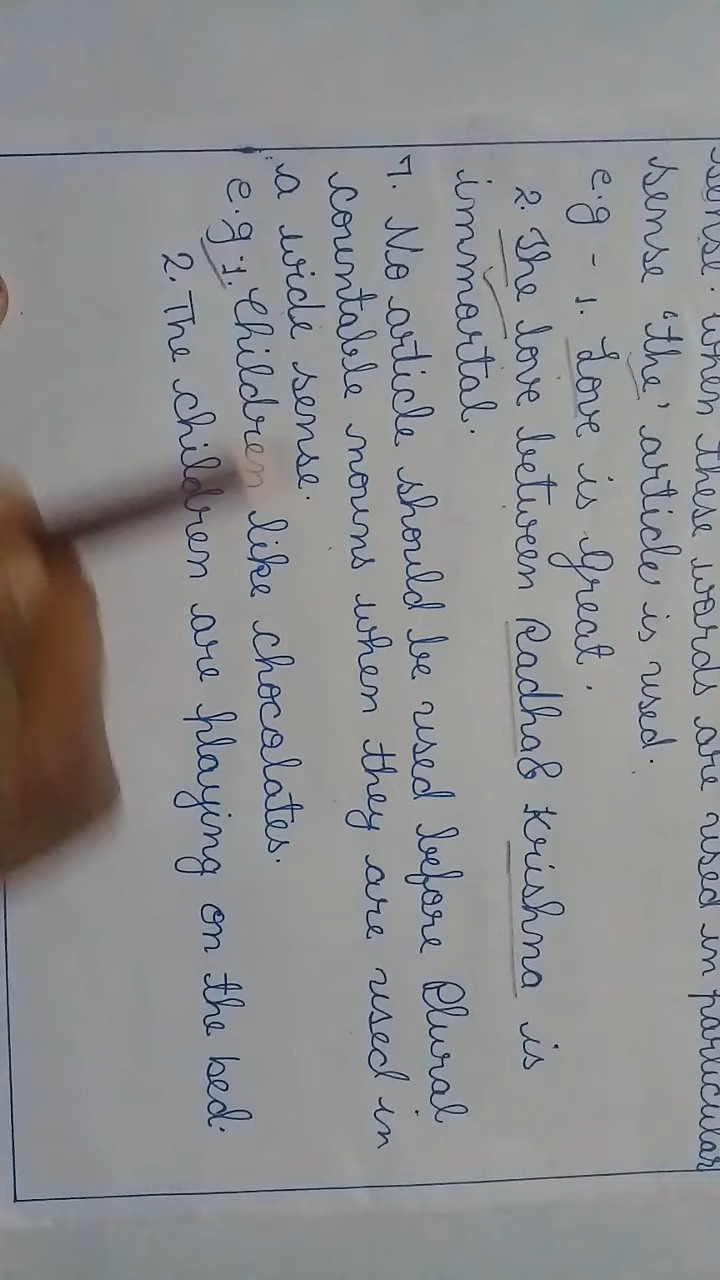 sense. when these words are used in particular
sense 'the' article is used.
e.g - 1. Love is Great.
2. The love between Radha & Krishna is
immortal.
7. No article should be used before Plural
countable nouns when they are used in
a wide sense.
e.g 1. Children like chocolates.
2. The children are playing on the bed.